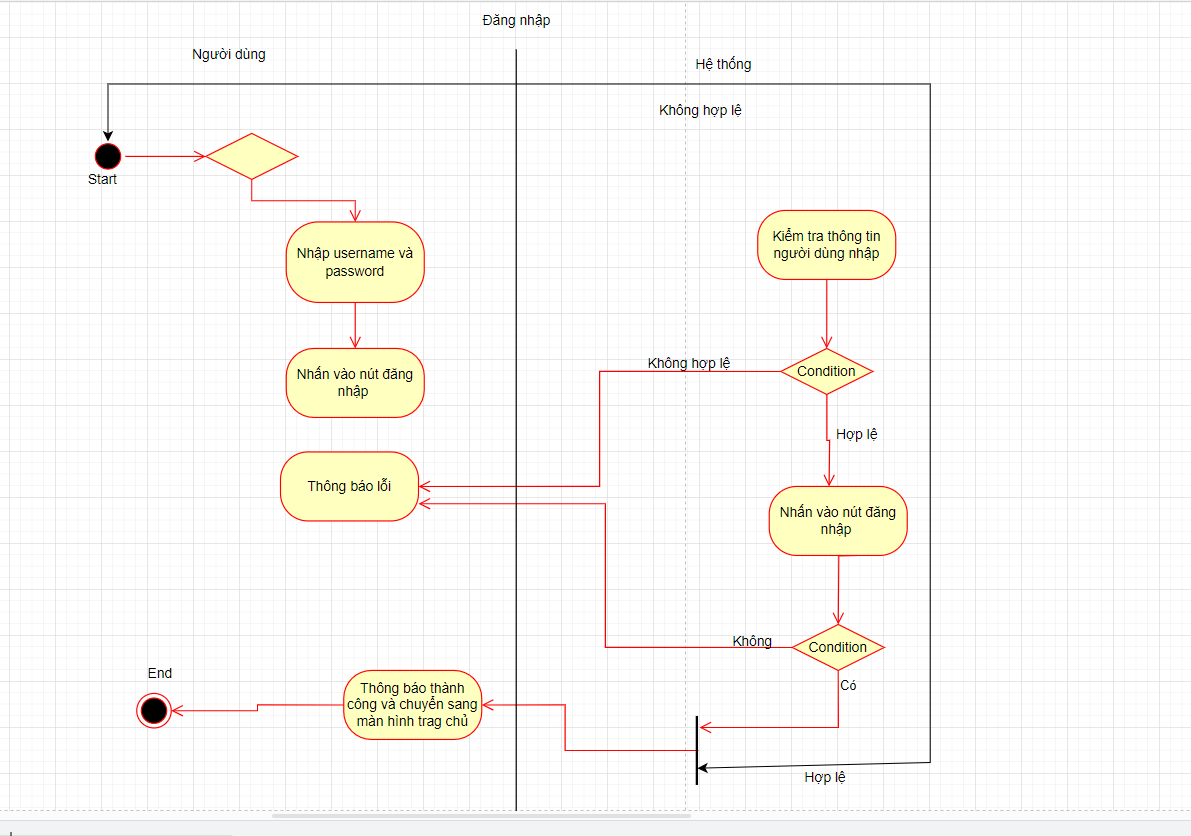 Đăng nhập
Người dùng
Hệ thống
Không hợp lệ
Start
Nhập username và
password
Kiểm tra thông tin
người dùng nhập
Nhấn vào nút đăng
nhập
Không hợp lệ
Condition
Hợp lệ
Thông báo lỗi
Nhấn vào nút đăng
nhập
Không
Condition
Có
End
Thông báo thành
công và chuyển sang
màn hình trag chủ
Hợp lệ